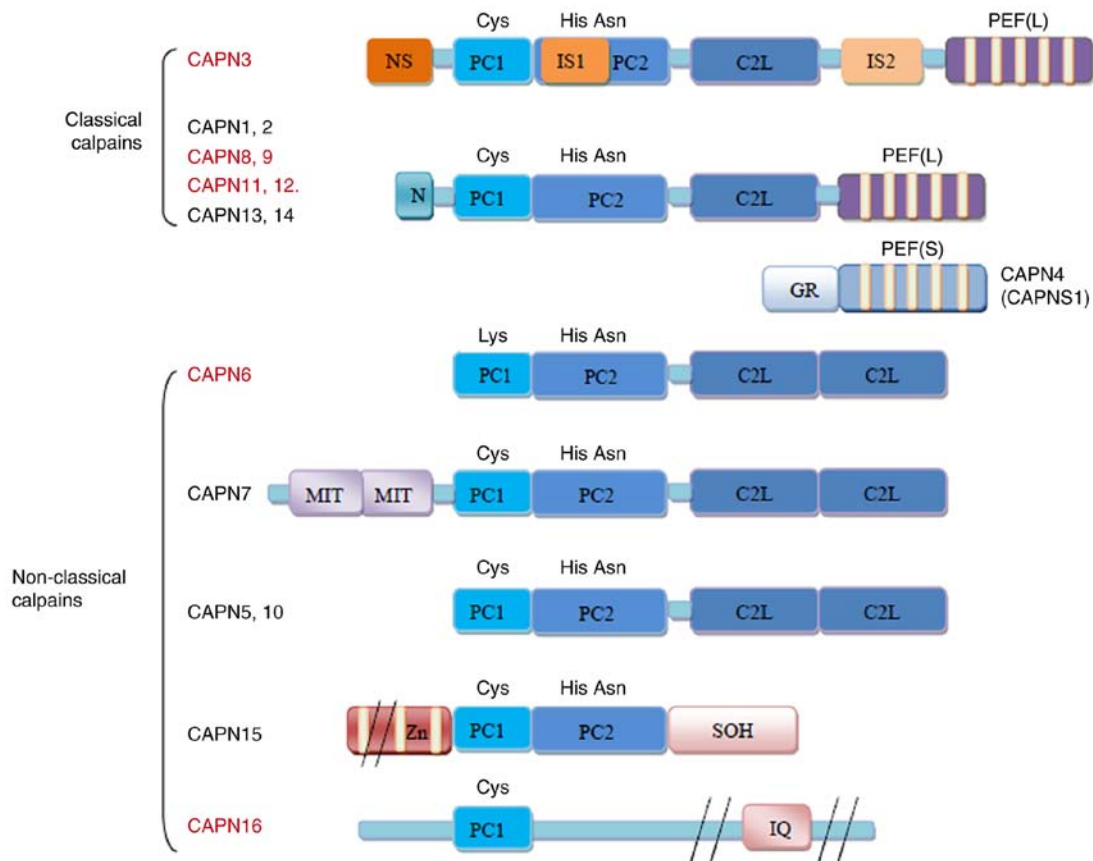 Cys His Asn PEF(L)
CAPN3 NS PC1 IS1 PC2 C2L IS2
Classical
calpains
CAPN1, 2
CAPN8, 9
CAPN11, 12.
CAPN13, 14
Cys His Asn PEF(L)
N PC1 PC2 C2L
PEF(S)
GR
CAPN4
(CAPNS1)
Lys His Asn
CAPN6 PC1 PC2 C2L C2L
Cys His Asn
CAPN7 MIT MIT PC1 PC2 C2L C2L
Non-classical
calpains
Cys His Asn
CAPN5, 10 PC1 PC2 C2L C2L
Cys His Asn
CAPN15 Zn PC1 PC2 SOH
Cys
CAPN16 PC1 IQ